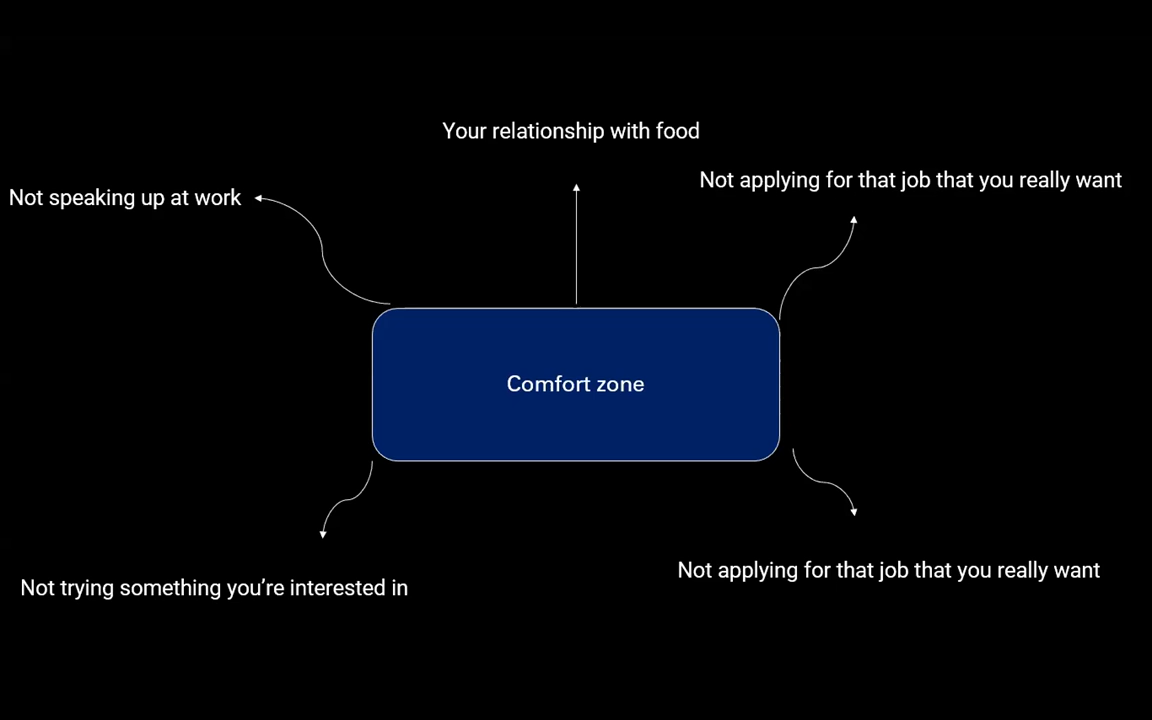 Your relationship with food
Not applying for that job that you really want
Not speaking up at work
Comfort zone
Not applying for that job that you really want
Not trying something you’re interested in